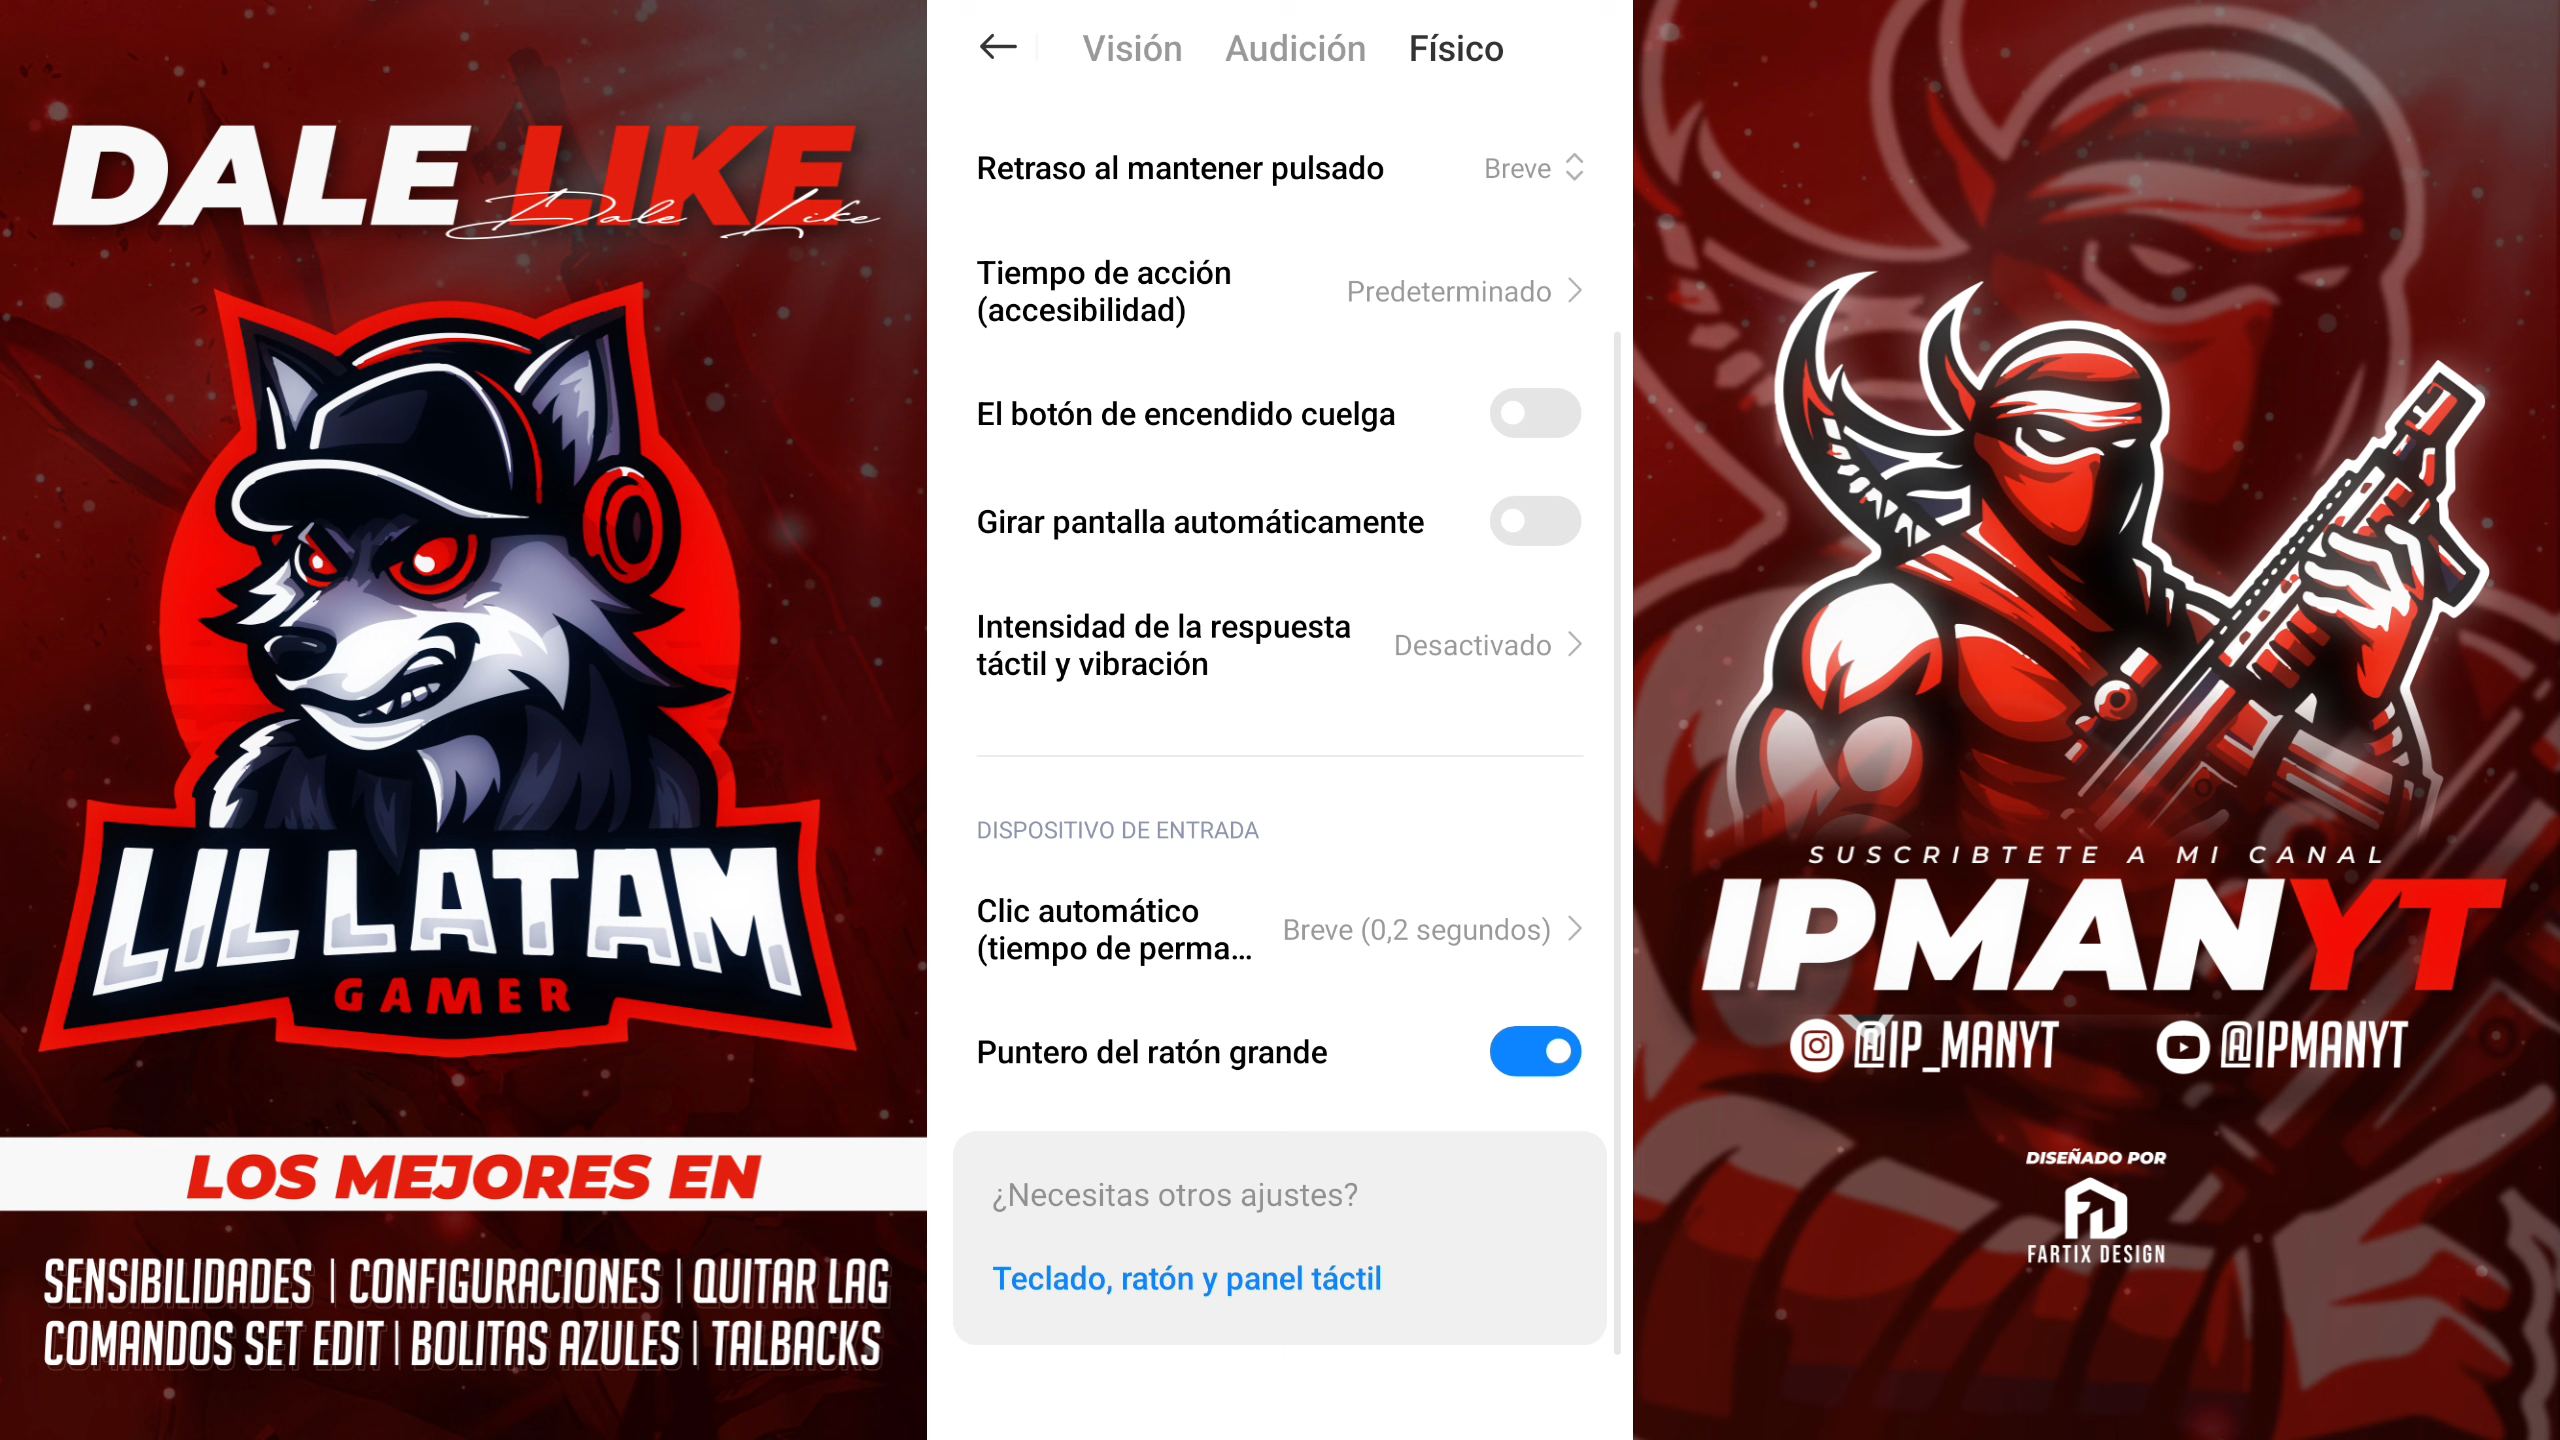 DALE LIKE
Dale Like
LIL LATAM
GAMER
LOS MEJORES EN
SENSIBILIDADES | CONFIGURACIONES | QUITAR LAG
COMANDOS SET EDIT | BOLITAS AZULES | TALBACKS
Visión Audición Físico
Retraso al mantener pulsado Breve
Tiempo de acción
(accesibilidad)
Predeterminado
El botón de encendido cuelga
Girar pantalla automáticamente
Intensidad de la respuesta
táctil y vibración
Desactivado
DISPOSITIVO DE ENTRADA
Clic automático
(tiempo de perma...
Breve (0,2 segundos)
Puntero del ratón grande
¿Necesitas otros ajustes?
Teclado, ratón y panel táctil
SUSCRIBTETE A MI CANAL
IPMANYT
@IP_MANYT @IPMANYT
DISEÑADO POR
FARTIX DESIGN